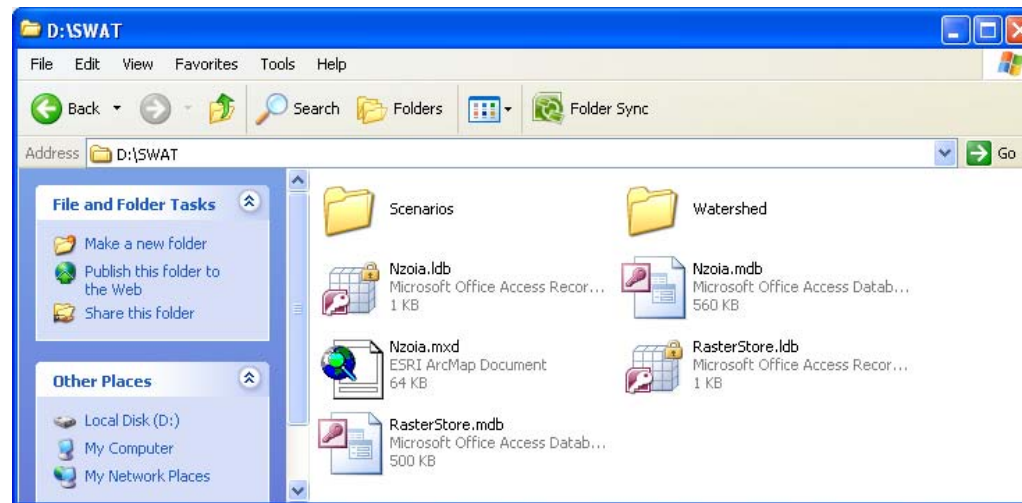 D:\SWAT
File Edit View Favorites Tools Help
Back Search Folders Folder Sync
Address D:\SWAT Go
File and Folder Tasks
Make a new folder
Publish this folder to
the Web
Share this folder
Other Places
Local Disk (D:)
My Computer
My Network Places
Scenarios
Watershed
Nzoia.ldb
Microsoft Office Access Recor...
1 KB
Nzoia.mdb
Microsoft Office Access Datab...
560 KB
Nzoia.mxd
ESRI ArcMap Document
64 KB
RasterStore.ldb
Microsoft Office Access Recor...
1 KB
RasterStore.mdb
Microsoft Office Access Datab...
500 KB